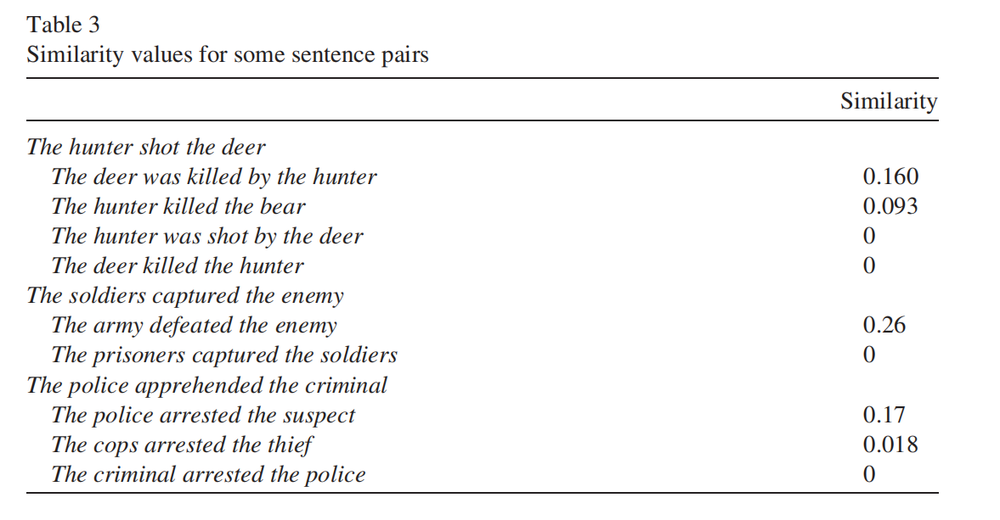 Table 3
Similarity values for some sentence pairs
Similarity
The hunter shot the deer
The deer was killed by the hunter 0.160
The hunter killed the bear 0.093
The hunter was shot by the deer 0
The deer killed the hunter 0
The soldiers captured the enemy
The army defeated the enemy 0.26
The prisoners captured the soldiers 0
The police apprehended the criminal
The police arrested the suspect 0.17
The cops arrested the thief 0.018
The criminal arrested the police 0